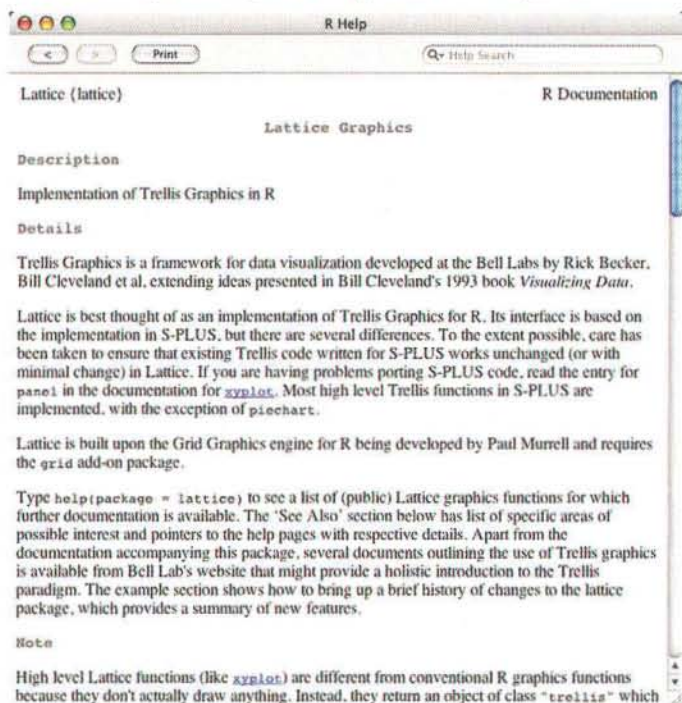 R Help
< > Print Help Search
Lattice {lattice} R Documentation
Lattice Graphics
Description
Implementation of Trellis Graphics in R
Details
Trellis Graphics is a framework for data visualization developed at the Bell Labs by Rick Becker,
Bill Cleveland et al, extending ideas presented in Bill Cleveland's 1993 book Visualizing Data.
Lattice is best thought of as an implementation of Trellis Graphics for R. Its interface is based on
the implementation in S-PLUS, but there are several differences. To the extent possible, care has
been taken to ensure that existing Trellis code written for S-PLUS works unchanged (or with
minimal change) in Lattice. If you are having problems porting S-PLUS code, read the entry for
panel in the documentation for xyplot. Most high level Trellis functions in S-PLUS are
implemented, with the exception of piechart.
Lattice is built upon the Grid Graphics engine for R being developed by Paul Murrell and requires
the grid add-on package.
Type help(package = lattice) to see a list of (public) Lattice graphics functions for which
further documentation is available. The 'See Also' section below has list of specific areas of
possible interest and pointers to the help pages with respective details. Apart from the
documentation accompanying this package, several documents outlining the use of Trellis graphics
is available from Bell Lab's website that might provide a holistic introduction to the Trellis
paradigm. The example section shows how to bring up a brief history of changes to the lattice
package, which provides a summary of new features.
Note
High level Lattice functions (like xyplot) are different from conventional R graphics functions
because they don't actually draw anything. Instead, they return an object of class "trellis" which